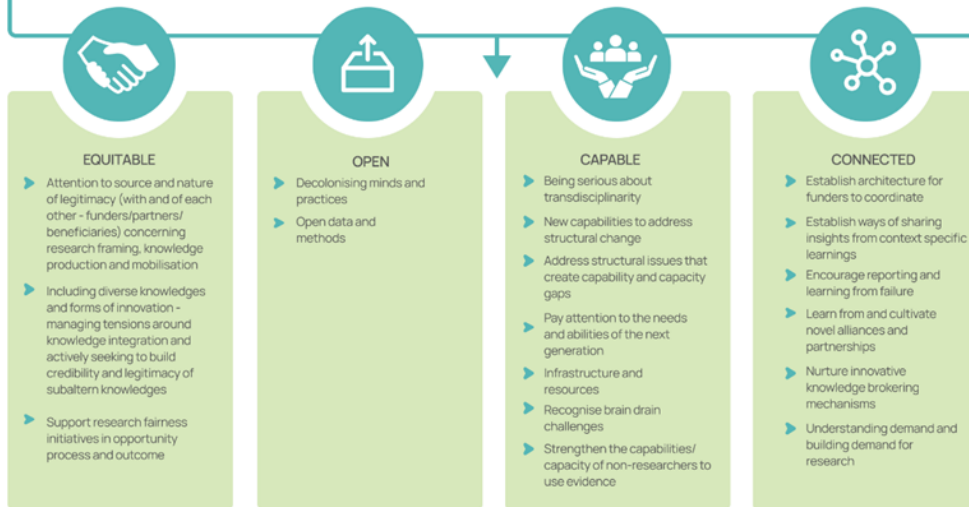 EQUITABLE
Attention to source and nature
of legitimacy (with and of each
other - funders/partners/
beneficiaries) concerning
research framing, knowledge
production and mobilisation
Including diverse knowledges
and forms of innovation -
managing tensions around
knowledge integration and
actively seeking to build
credibility and legitimacy of
subaltern knowledges
Support research fairness
initiatives in opportunity
process and outcome
OPEN
Decolonising minds and
practices
Open data and
methods
CAPABLE
Being serious about
transdisciplinarity
New capabilities to address
structural change
Address structural issues that
create capability and capacity
gaps
Pay attention to the needs
and abilities of the next
generation
Infrastructure and
resources
Recognise brain drain
challenges
Strengthen the capabilities/
capacity of non-researchers to
use evidence
CONNECTED
Establish architecture for
funders to coordinate
Establish ways of sharing
insights from context specific
learnings
Encourage reporting and
learning from failure
Learn from and cultivate
novel alliances and
partnerships
Nurture innovative
knowledge brokering
mechanisms
Understanding demand and
building demand for
research